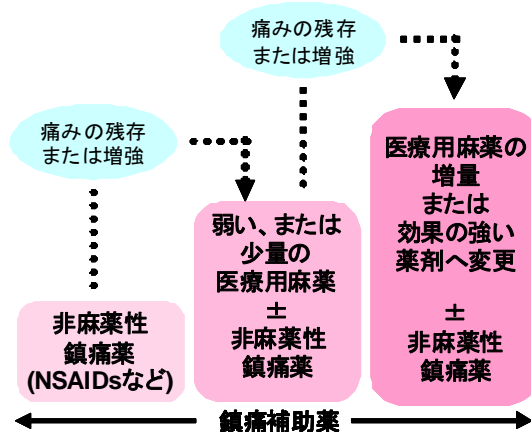 痛みの残存
または増強
痛みの残存
または増強
非麻薬性
鎮痛薬
(NSAIDsなど)
弱い、または
少量の
医療用麻薬
±
非麻薬性
鎮痛薬
医療用麻薬の
増量
または
効果の強い
薬剤へ変更
±
非麻薬性
鎮痛薬
鎮痛補助薬